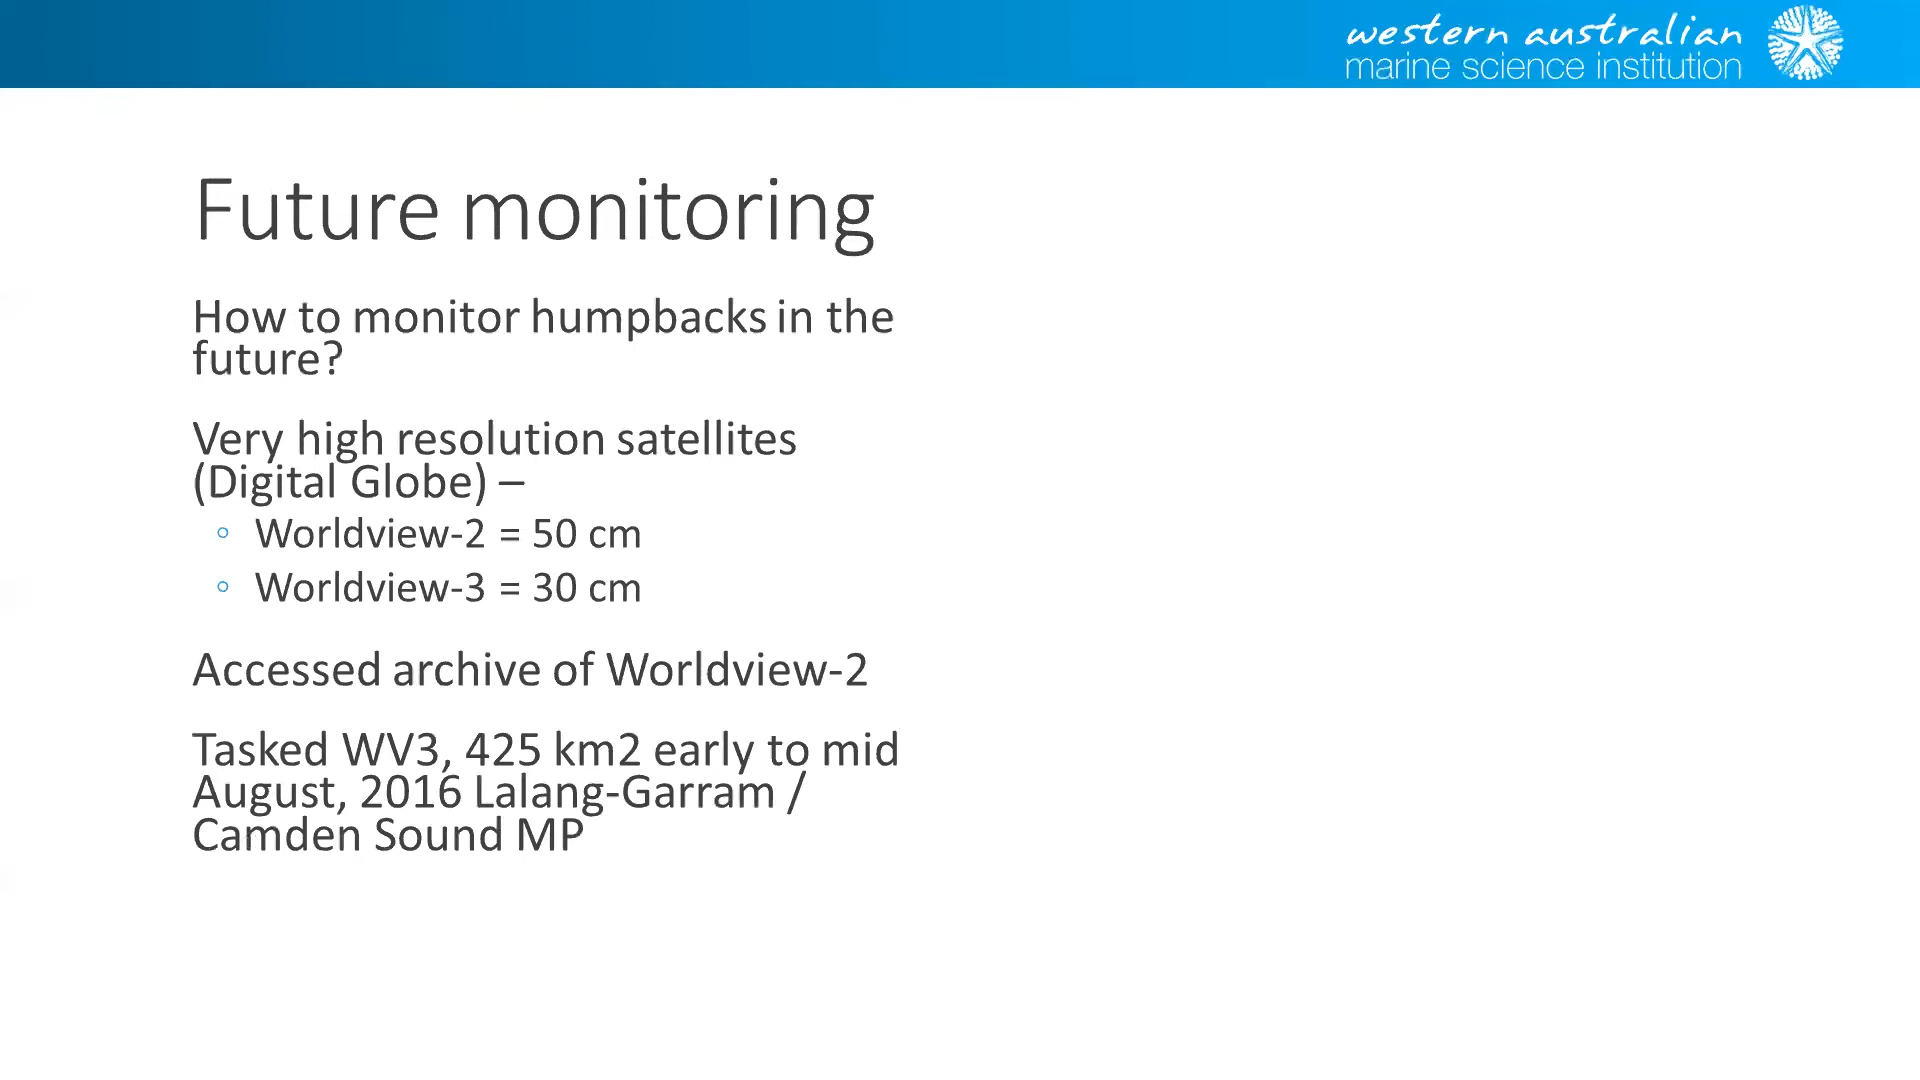 western australian
marine science institution
Future monitoring
How to monitor humpbacks in the
future?
Very high resolution satellites
(Digital Globe) –
◦ Worldview-2 = 50 cm
◦ Worldview-3 = 30 cm
Accessed archive of Worldview-2
Tasked WV3, 425 km2 early to mid
August, 2016 Lalang-Garram /
Camden Sound MP